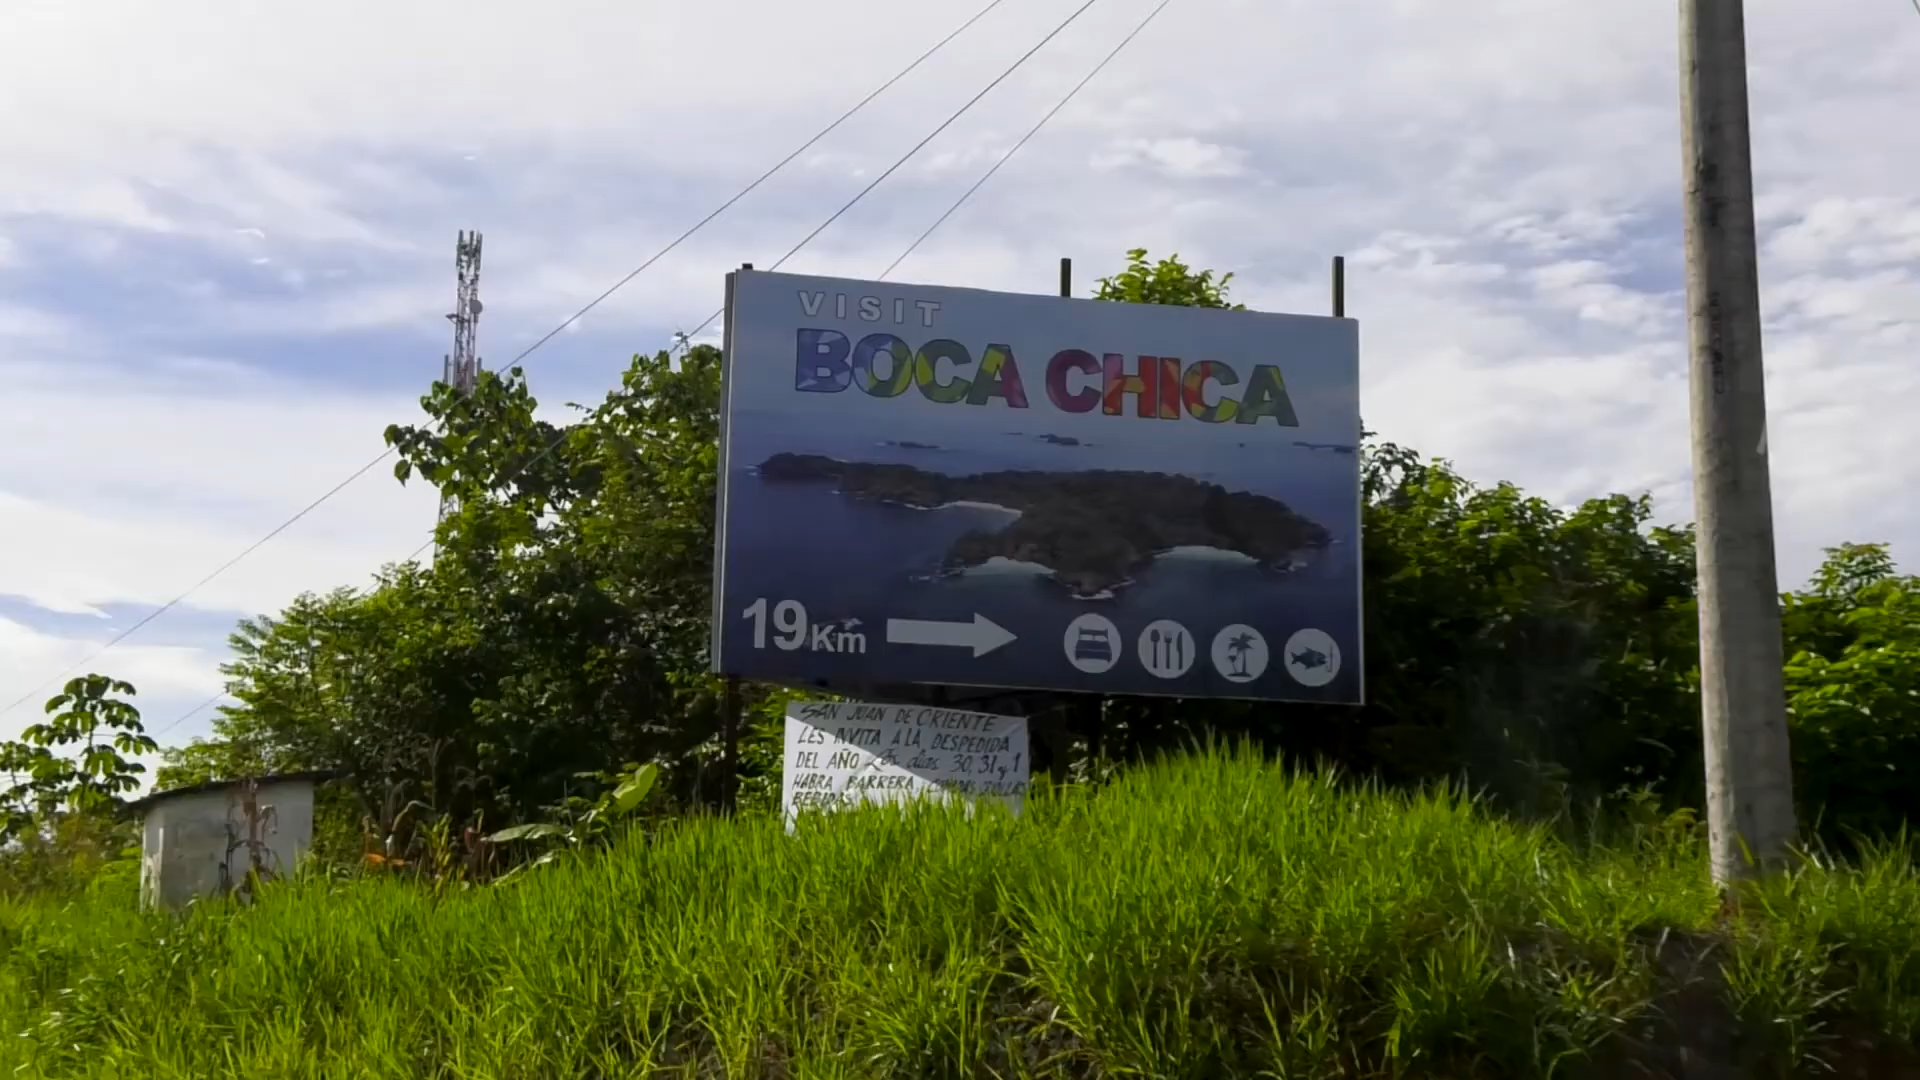 VISIT
BOCA CHICA
19Km
SAN JUAN DE ORIENTE
LES INVITA A LA DESPEDIDA
DEL AÑO Los dias 30, 31 y 1
HABRA BARRERA
BEBIDAS